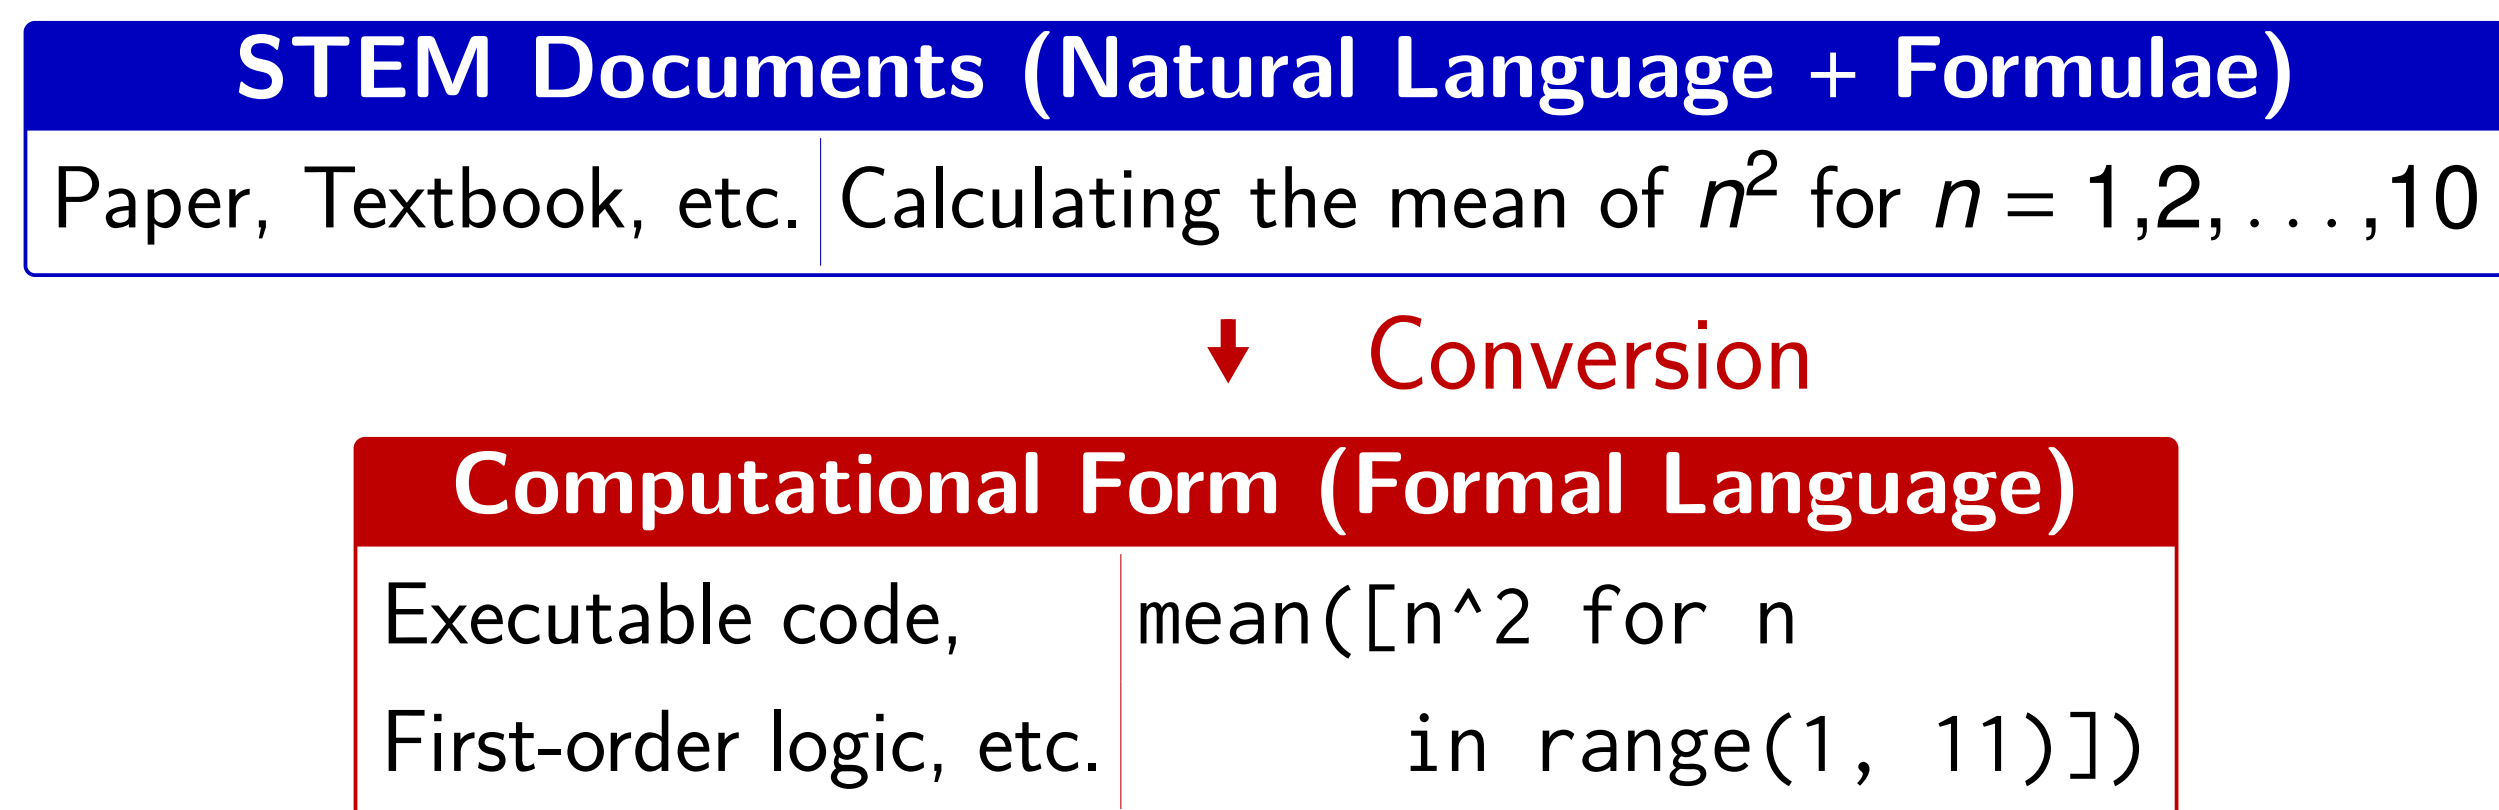 STEM Documents (Natural Language + Formula)
Paper, Textbook, etc. Calculating the mean of n² for n = 1,2,...,10
Conversion
Computational Form (Formal Language)
Executable code, mean([n^2 for n
First-order logic, etc. in range(1, 11)])